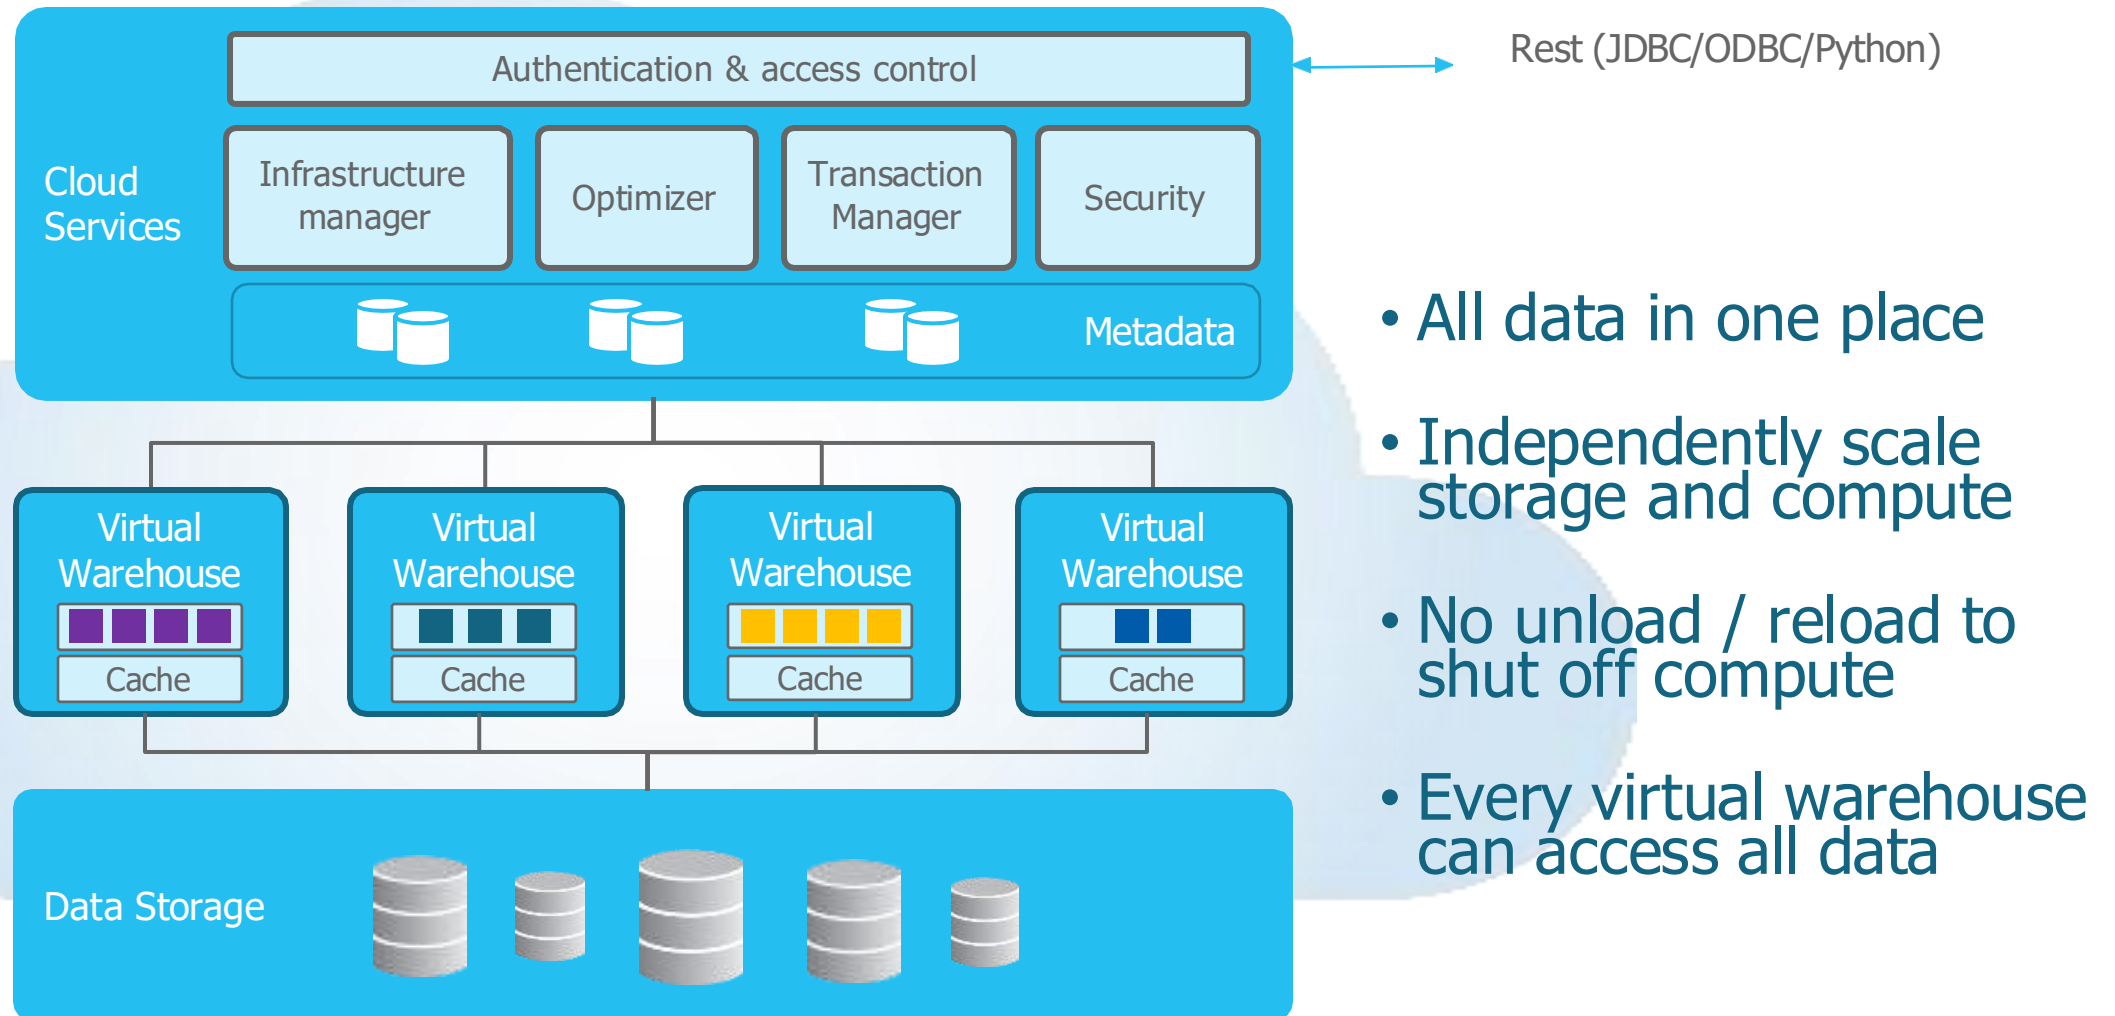 Authentication & access control
Rest (JDBC/ODBC/Python)
Cloud
Services
Infrastructure
manager
Optimizer
Transaction
Manager
Security
Metadata
Virtual
Warehouse
Cache
Virtual
Warehouse
Cache
Virtual
Warehouse
Cache
Virtual
Warehouse
Cache
Data Storage
• All data in one place
• Independently scale
storage and compute
• No unload / reload to
shut off compute
• Every virtual warehouse
can access all data